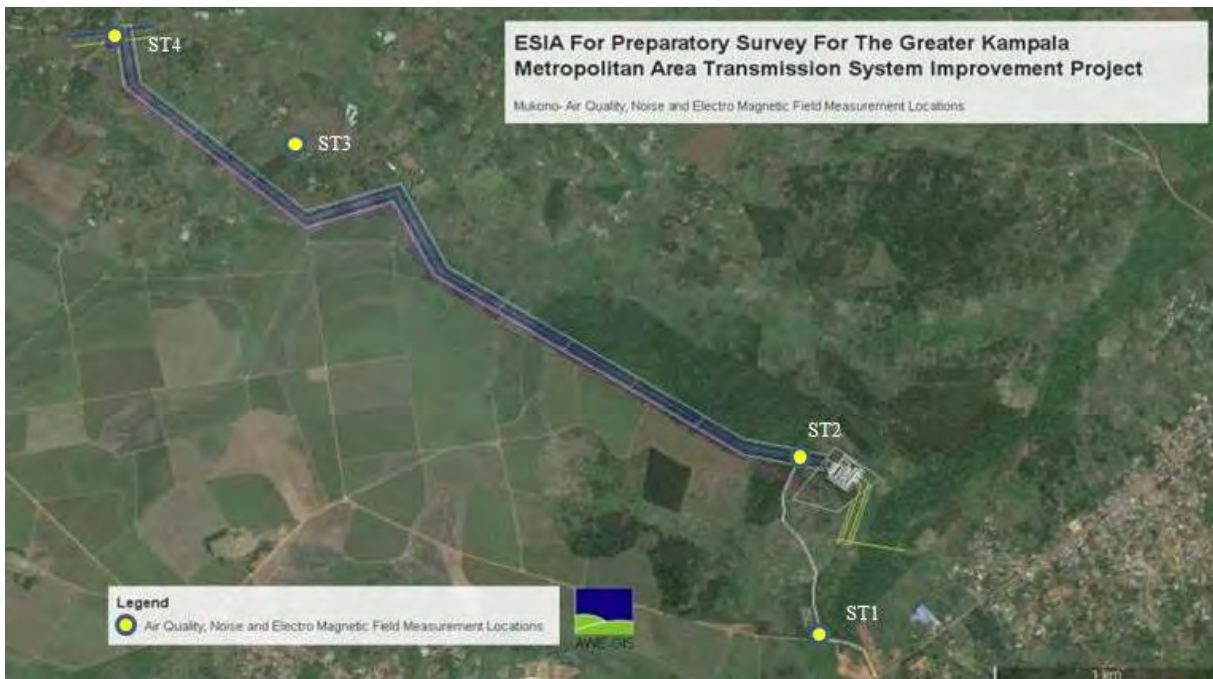 ST4
ESIA For Preparatory Survey For The Greater Kampala
Metropolitan Area Transmission System Improvement Project
Mukono- Air Quality, Noise and Electro Magnetic Field Measurement Locations
ST3
ST2
ST1
Legend
Air Quality, Noise and Electro Magnetic Field Measurement Locations
AWE-GIS
1 km